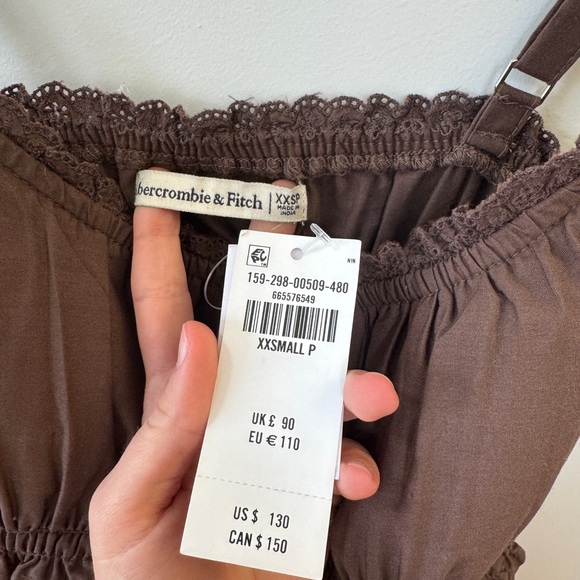 bercrombie & Fitch
XXSP
MADE IN
INDIA
NIN
159-298-00509-480
665576549
XXSMALL P
UK £ 90
EU € 110
US $ 130
CAN $ 150